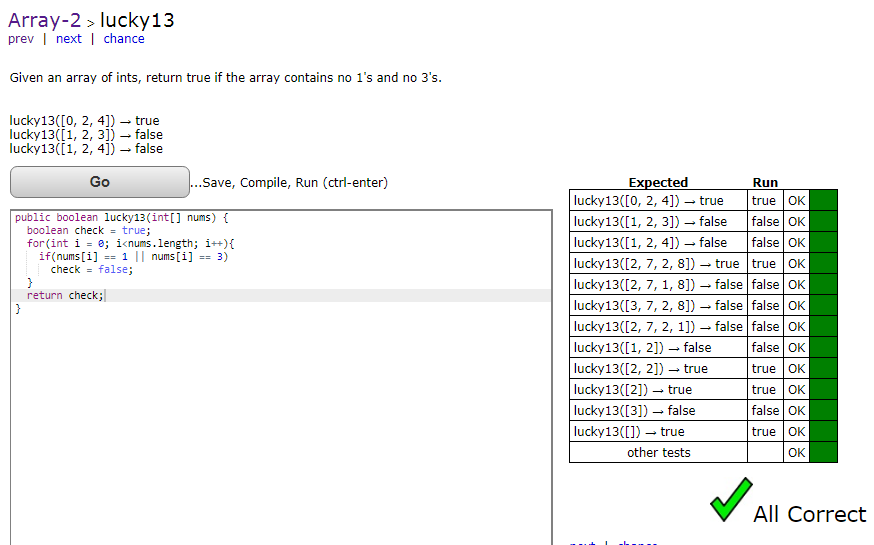 Array-2 > lucky13
prev | next | chance
Given an array of ints, return true if the array contains no 1's and no 3's.
lucky13([0, 2, 4]) → true
lucky13([1, 2, 3]) → false
lucky13([1, 2, 4]) → false
Go
...Save, Compile, Run (ctrl-enter)
public boolean lucky13(int[] nums) {
boolean check = true;
for(int i = 0; i<nums.length; i++){
if(nums[i] == 1 || nums[i] == 3)
check = false;
}
return check;
}
Expected Run
lucky13([0, 2, 4]) → true true OK
lucky13([1, 2, 3]) → false false OK
lucky13([1, 2, 4]) → false false OK
lucky13([2, 7, 2, 8]) → true true OK
lucky13([2, 7, 1, 8]) → false false OK
lucky13([3, 7, 2, 8]) → false false OK
lucky13([2, 7, 2, 1]) → false false OK
lucky13([1, 2]) → false false OK
lucky13([2, 2]) → true true OK
lucky13([2]) → true true OK
lucky13([3]) → false false OK
lucky13([]) → true true OK
other tests OK
All Correct